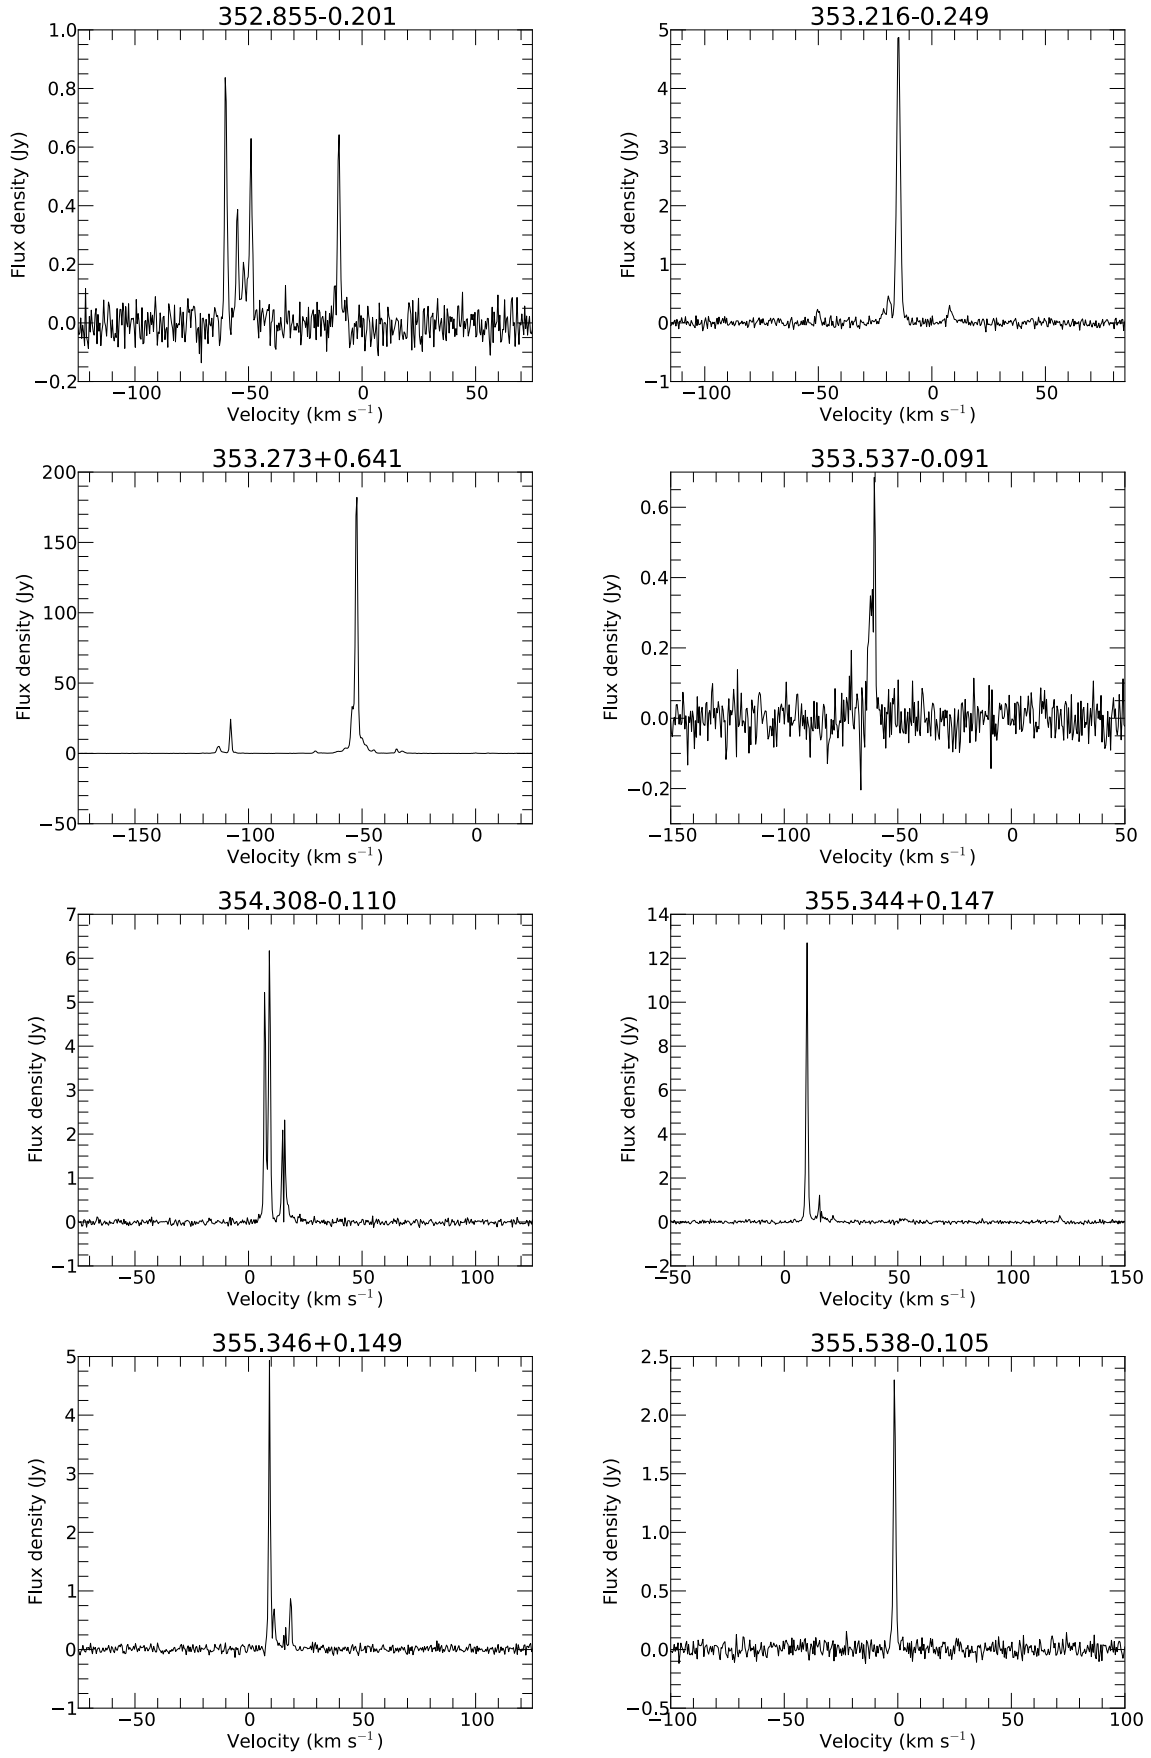 352.855-0.201
1.0
0.8
0.6
0.4
0.2
0.0
−0.2
Flux density (Jy)
−100 −50 0 50
Velocity (km s⁻¹)
353.216-0.249
5
4
3
2
1
0
−1
Flux density (Jy)
−100 −50 0 50
Velocity (km s⁻¹)
353.273+0.641
200
150
100
50
0
−50
Flux density (Jy)
−150 −100 −50 0
Velocity (km s⁻¹)
353.537-0.091
0.6
0.4
0.2
0.0
−0.2
Flux density (Jy)
−150 −100 −50 0 50
Velocity (km s⁻¹)
354.308-0.110
7
6
5
4
3
2
1
0
−1
Flux density (Jy)
−50 0 50 100
Velocity (km s⁻¹)
355.344+0.147
14
12
10
8
6
4
2
0
−2
Flux density (Jy)
−50 0 50 100 150
Velocity (km s⁻¹)
355.346+0.149
5
4
3
2
1
0
−1
Flux density (Jy)
−50 0 50 100
Velocity (km s⁻¹)
355.538-0.105
2.5
2.0
1.5
1.0
0.5
0.0
−0.5
Flux density (Jy)
−100 −50 0 50 100
Velocity (km s⁻¹)